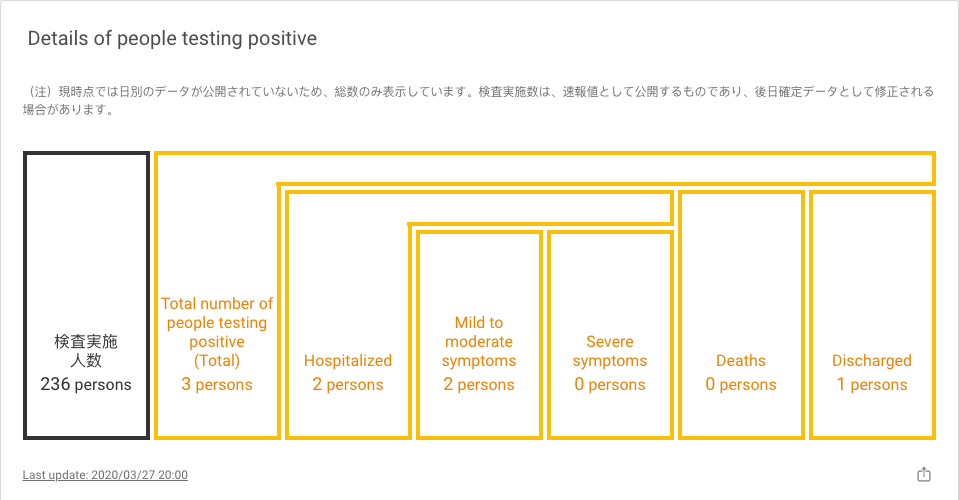 Details of people testing positive
（注）現時点では日別のデータが公開されていないため、総数のみ表示しています。検査実施数は、速報値として公開するものであり、後日確定データとして修正される
場合があります。
検査実施
人数
236 persons
Total number of
people testing
positive
(Total)
3 persons
Hospitalized
2 persons
Mild to
moderate
symptoms
2 persons
Severe
symptoms
0 persons
Deaths
0 persons
Discharged
1 persons
Last update: 2020/03/27 20:00